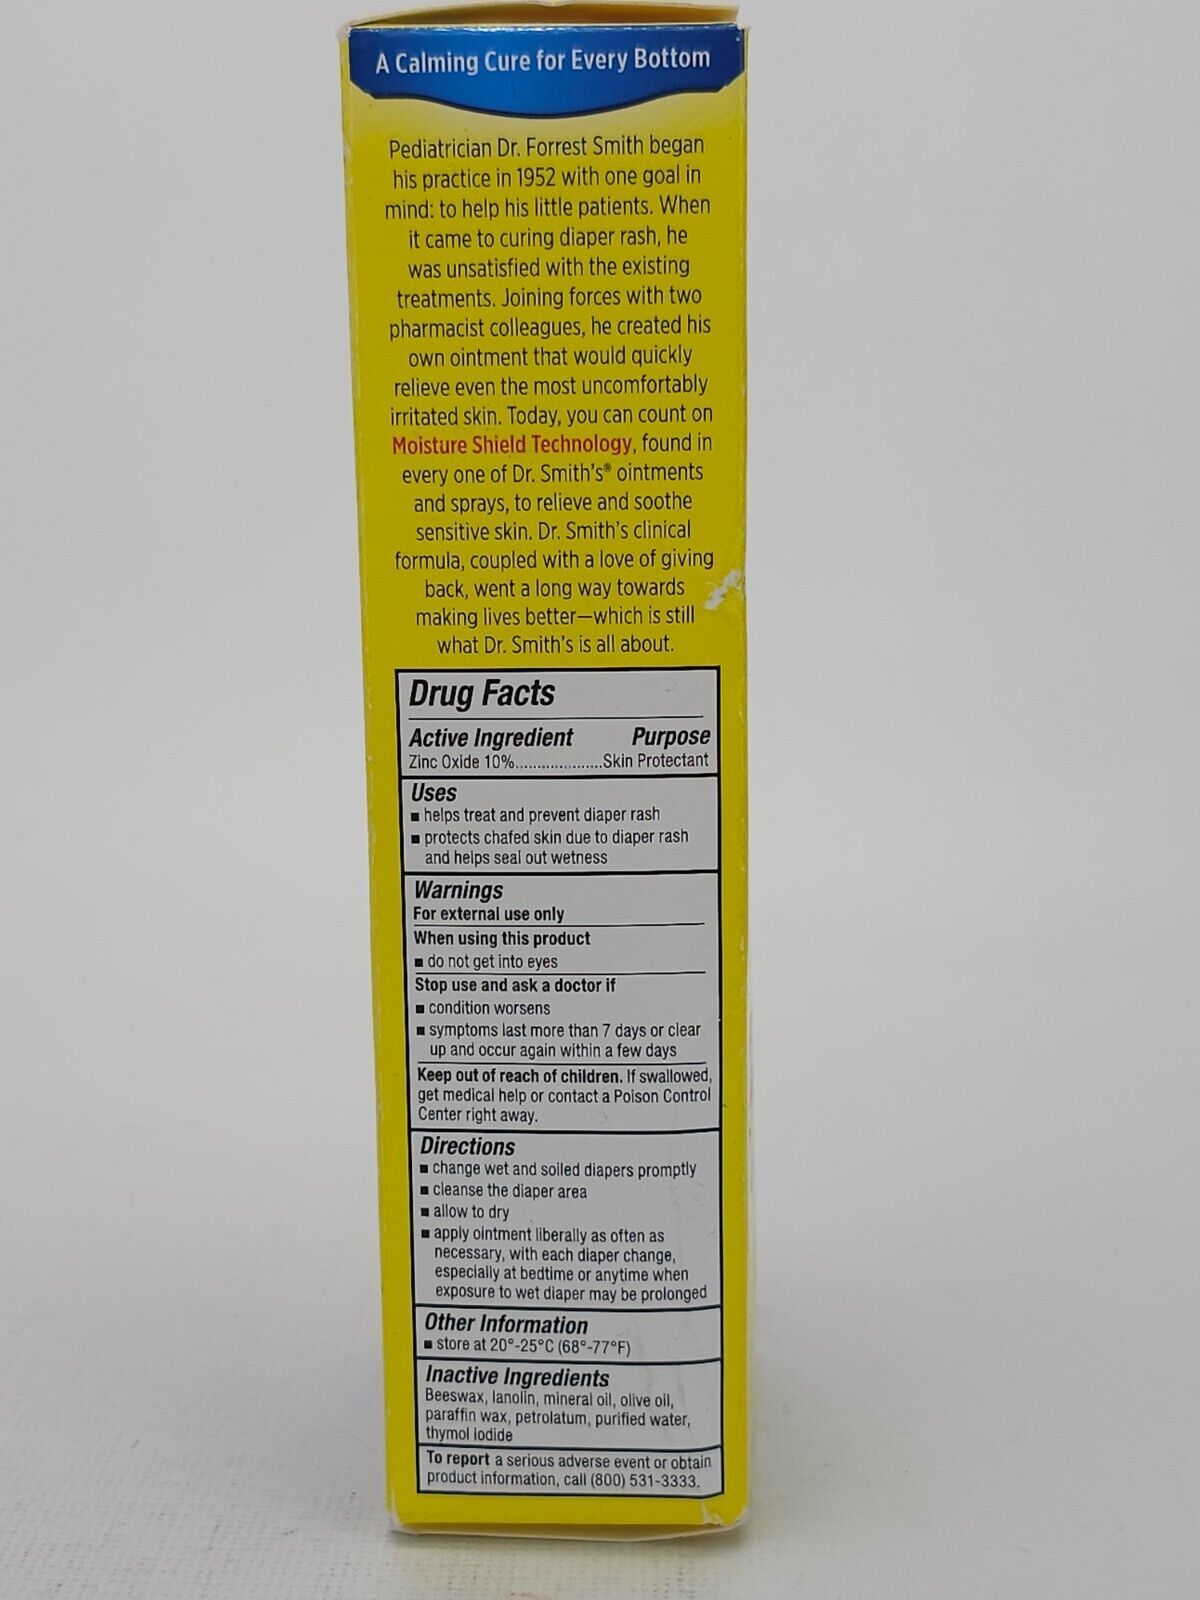 A Calming Cure for Every Bottom
Pediatrician Dr. Forrest Smith began
his practice in 1952 with one goal in
mind: to help his little patients. When
it came to curing diaper rash, he
was unsatisfied with the existing
treatments. Joining forces with two
pharmacist colleagues, he created his
own ointment that would quickly
relieve even the most uncomfortably
irritated skin. Today, you can count on
Moisture Shield Technology, found in
every one of Dr. Smith's® ointments
and sprays, to relieve and soothe
sensitive skin. Dr. Smith's clinical
formula, coupled with a love of giving
back, went a long way towards
making lives better—which is still
what Dr. Smith's is all about.
Drug Facts
Active Ingredient Purpose
Zinc Oxide 10%....................Skin Protectant
Uses
■ helps treat and prevent diaper rash
■ protects chafed skin due to diaper rash
and helps seal out wetness
Warnings
For external use only
When using this product
■ do not get into eyes
Stop use and ask a doctor if
■ condition worsens
■ symptoms last more than 7 days or clear
up and occur again within a few days
Keep out of reach of children. If swallowed,
get medical help or contact a Poison Control
Center right away.
Directions
■ change wet and soiled diapers promptly
■ cleanse the diaper area
■ allow to dry
■ apply ointment liberally as often as
necessary, with each diaper change,
especially at bedtime or anytime when
exposure to wet diaper may be prolonged
Other Information
■ store at 20°-25°C (68°-77°F)
Inactive Ingredients
Beeswax, lanolin, mineral oil, olive oil,
paraffin wax, petrolatum, purified water,
thymol iodide
To report a serious adverse event or obtain
product information, call (800) 531-3333.